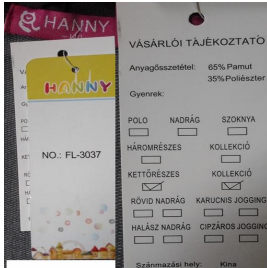 HANNY
HANNY
NO.: FL-3037
VÁSÁRLÓI TÀJÉKOZTATÓ
Anyagösszetétel: 65% Pamut
35% Poliészter
Gyenrek:
POLO NADRÁG SZOKNYA
HÁROMRÉSZES KOLLEKCIÓ
KETTŐRÉSZES KOLLEKCIÓ
RÖVID NADRÁG KARUCNIS JOGGING
HALÁSZ NADRÁG CIPZÁROS JOGGING
Származási hely: Kina